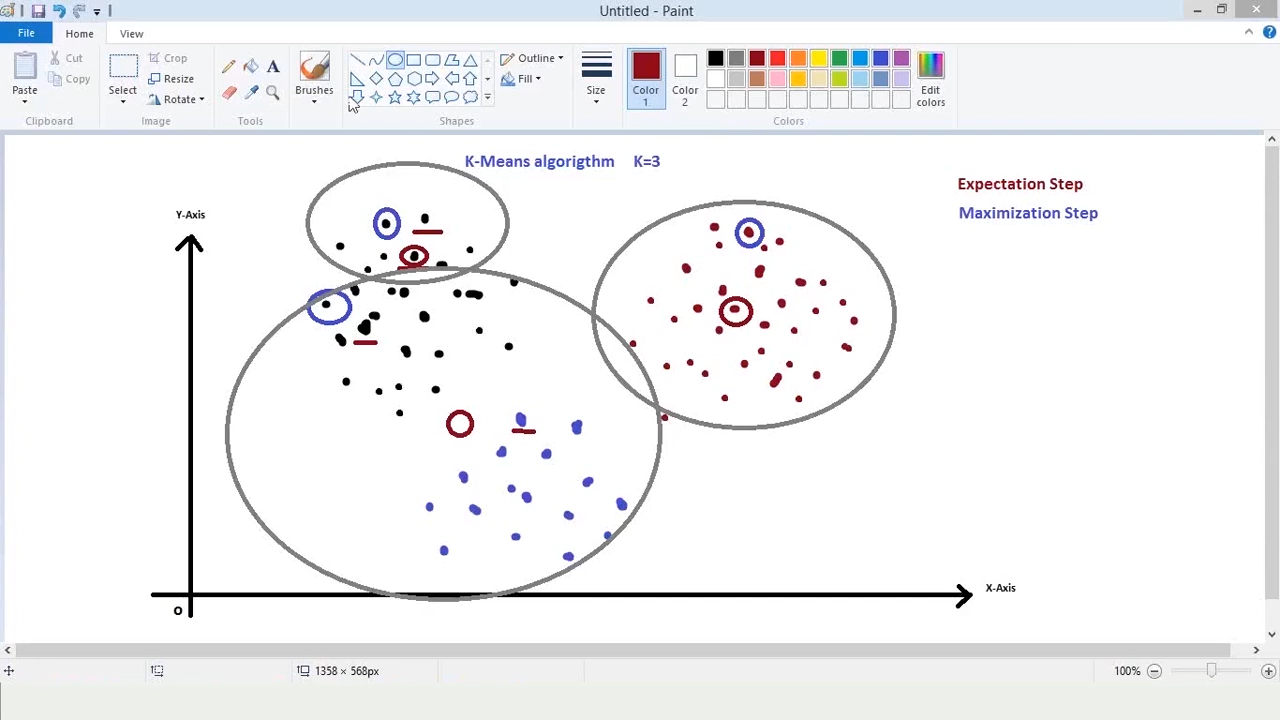 Untitled - Paint
File Home View
Paste
Cut
Copy
Clipboard
Select
Crop
Resize
Rotate
Image
A
Tools
Brushes
Outline
Fill
Shapes
Size
Color 1
Color 2
Edit colors
Colors
K-Means algorigthm K=3
Expectation Step
Maximization Step
Y-Axis
X-Axis
O
1358 × 568px
100%